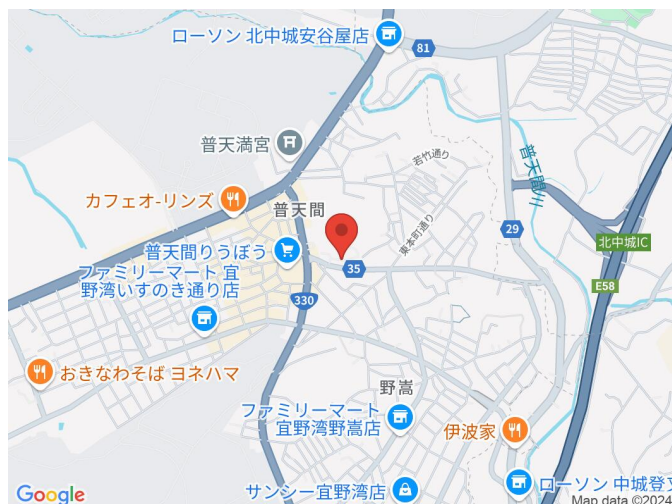 ローソン 北中城安谷屋店
81
普天満宮
若竹通り
普天間川
カフェオ-リンズ
普天間
東本町通り
29
北中城IC
普天間りうぼう
35
ファミリーマート 宜
野湾いすのき通り店
E58
330
おきなわそば ヨネハマ
野嵩
ファミリーマート
宜野湾野嵩店
伊波家
サンシー宜野湾店
ローソン 中城登
Google
Map data ©2024